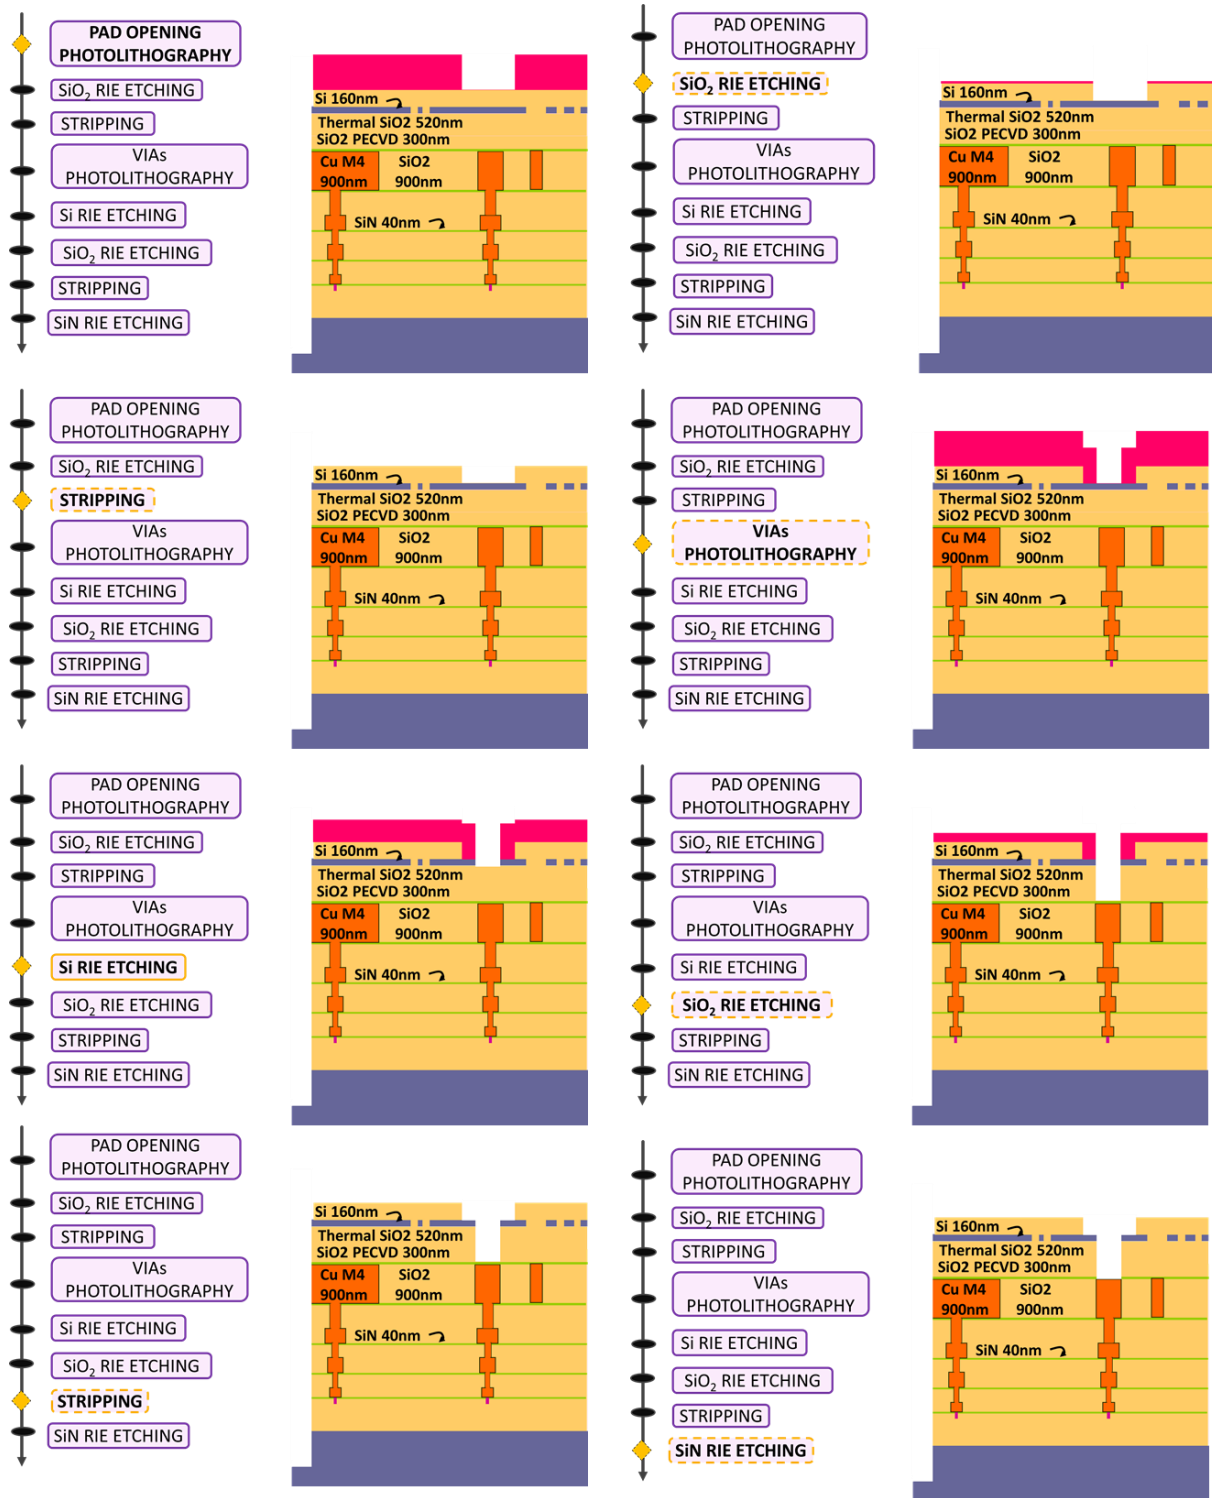 PAD OPENING
PHOTOLITHOGRAPHY
SiO2 RIE ETCHING
STRIPPING
VIAs
PHOTOLITHOGRAPHY
Si RIE ETCHING
SiO2 RIE ETCHING
STRIPPING
SiN RIE ETCHING
Si 160nm
Thermal SiO2 520nm
SiO2 PECVD 300nm
Cu M4 SiO2
900nm 900nm
SiN 40nm
PAD OPENING
PHOTOLITHOGRAPHY
SiO2 RIE ETCHING
STRIPPING
VIAs
PHOTOLITHOGRAPHY
Si RIE ETCHING
SiO2 RIE ETCHING
STRIPPING
SiN RIE ETCHING
Si 160nm
Thermal SiO2 520nm
SiO2 PECVD 300nm
Cu M4 SiO2
900nm 900nm
SiN 40nm
PAD OPENING
PHOTOLITHOGRAPHY
SiO2 RIE ETCHING
STRIPPING
VIAs
PHOTOLITHOGRAPHY
Si RIE ETCHING
SiO2 RIE ETCHING
STRIPPING
SiN RIE ETCHING
Si 160nm
Thermal SiO2 520nm
SiO2 PECVD 300nm
Cu M4 SiO2
900nm 900nm
SiN 40nm
PAD OPENING
PHOTOLITHOGRAPHY
SiO2 RIE ETCHING
STRIPPING
VIAs
PHOTOLITHOGRAPHY
Si RIE ETCHING
SiO2 RIE ETCHING
STRIPPING
SiN RIE ETCHING
Si 160nm
Thermal SiO2 520nm
SiO2 PECVD 300nm
Cu M4 SiO2
900nm 900nm
SiN 40nm
PAD OPENING
PHOTOLITHOGRAPHY
SiO2 RIE ETCHING
STRIPPING
VIAs
PHOTOLITHOGRAPHY
Si RIE ETCHING
SiO2 RIE ETCHING
STRIPPING
SiN RIE ETCHING
Si 160nm
Thermal SiO2 520nm
SiO2 PECVD 300nm
Cu M4 SiO2
900nm 900nm
SiN 40nm
PAD OPENING
PHOTOLITHOGRAPHY
SiO2 RIE ETCHING
STRIPPING
VIAs
PHOTOLITHOGRAPHY
Si RIE ETCHING
SiO2 RIE ETCHING
STRIPPING
SiN RIE ETCHING
Si 160nm
Thermal SiO2 520nm
SiO2 PECVD 300nm
Cu M4 SiO2
900nm 900nm
SiN 40nm
PAD OPENING
PHOTOLITHOGRAPHY
SiO2 RIE ETCHING
STRIPPING
VIAs
PHOTOLITHOGRAPHY
Si RIE ETCHING
SiO2 RIE ETCHING
STRIPPING
SiN RIE ETCHING
Si 160nm
Thermal SiO2 520nm
SiO2 PECVD 300nm
Cu M4 SiO2
900nm 900nm
SiN 40nm
PAD OPENING
PHOTOLITHOGRAPHY
SiO2 RIE ETCHING
STRIPPING
VIAs
PHOTOLITHOGRAPHY
Si RIE ETCHING
SiO2 RIE ETCHING
STRIPPING
SiN RIE ETCHING
Si 160nm
Thermal SiO2 520nm
SiO2 PECVD 300nm
Cu M4 SiO2
900nm 900nm
SiN 40nm